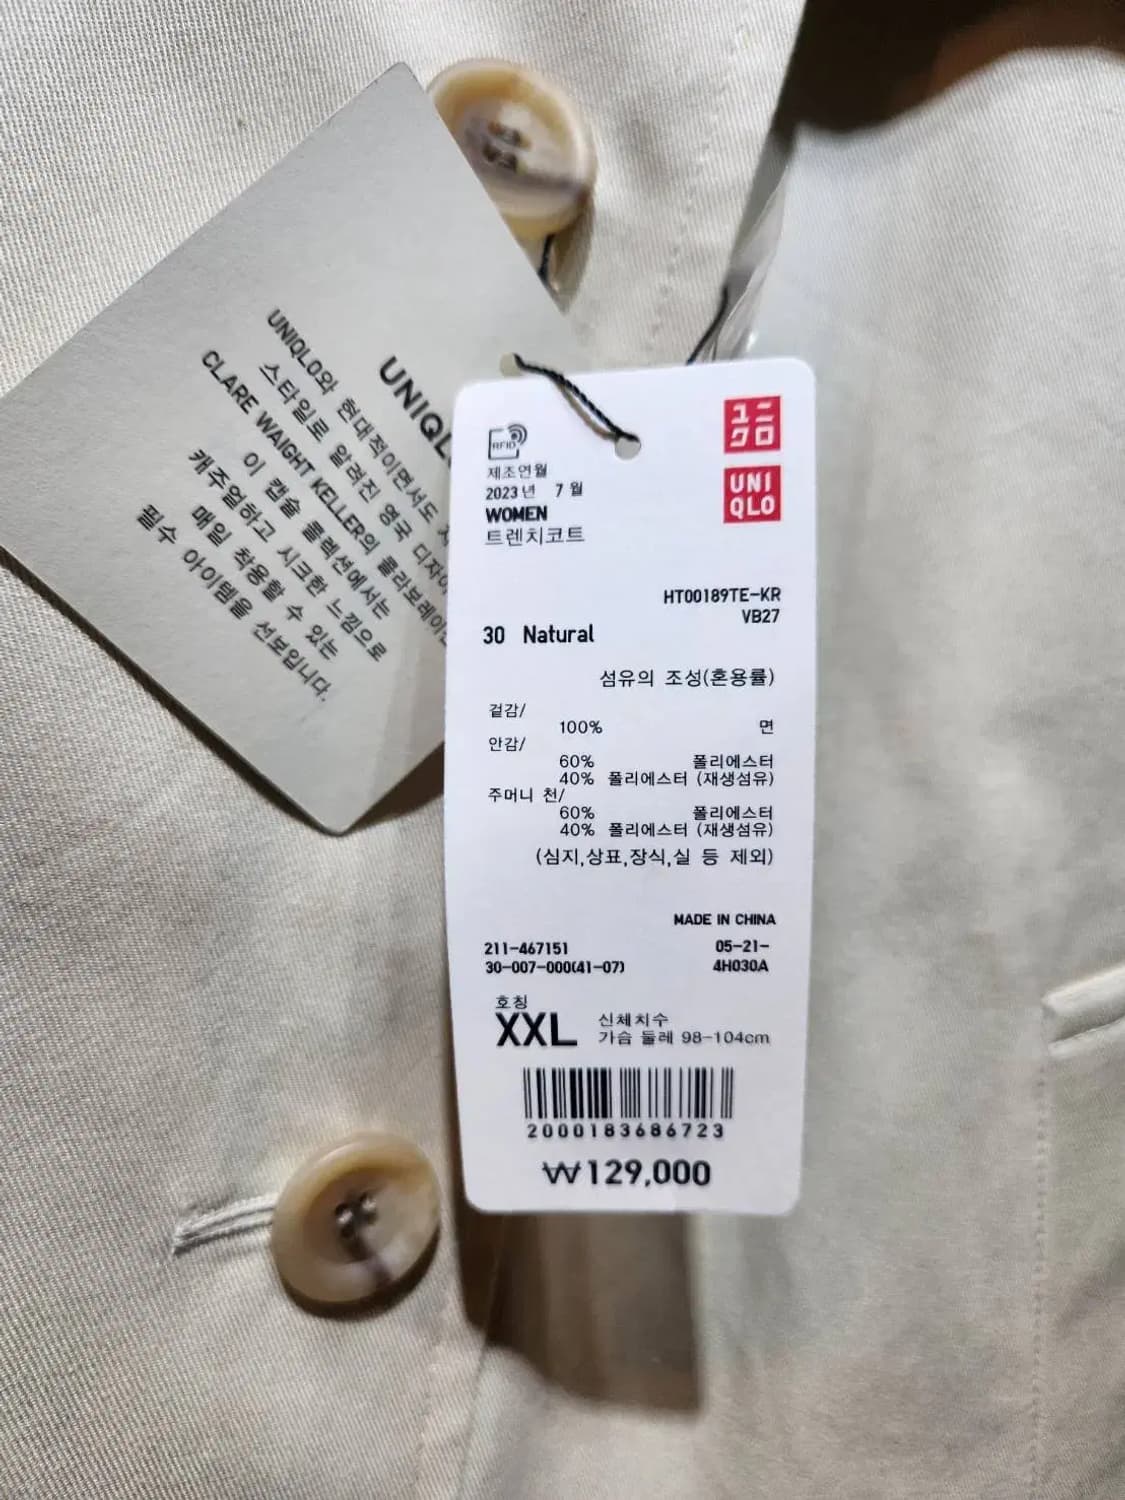 UNIQL
UNIQLO와 현대적이면서도
스타일로 알려진 영국 디자이
CLARE WAIGHT KELLER의 콜라보레이션
이 캡슐 콜렉션에서는
캐주얼하고 시크한 느낌으로
매일 착용할 수 있는
필수 아이템을 선보입니다.
RFID
ユニ
クロ
UNI
QLO
제조연월
2023년 7월
WOMEN
트렌치코트
HT00189TE-KR
VB27
30 Natural
섬유의 조성(혼용률)
겉감/
100% 면
안감/
60% 폴리에스터
40% 폴리에스터 (재생섬유)
주머니 천/
60% 폴리에스터
40% 폴리에스터 (재생섬유)
(심지,상표,장식,실 등 제외)
MADE IN CHINA
211-467151 05-21-
30-007-000(41-07) 4H030A
호칭
XXL 신체치수
가슴 둘레 98-104cm
2000183686723
₩129,000